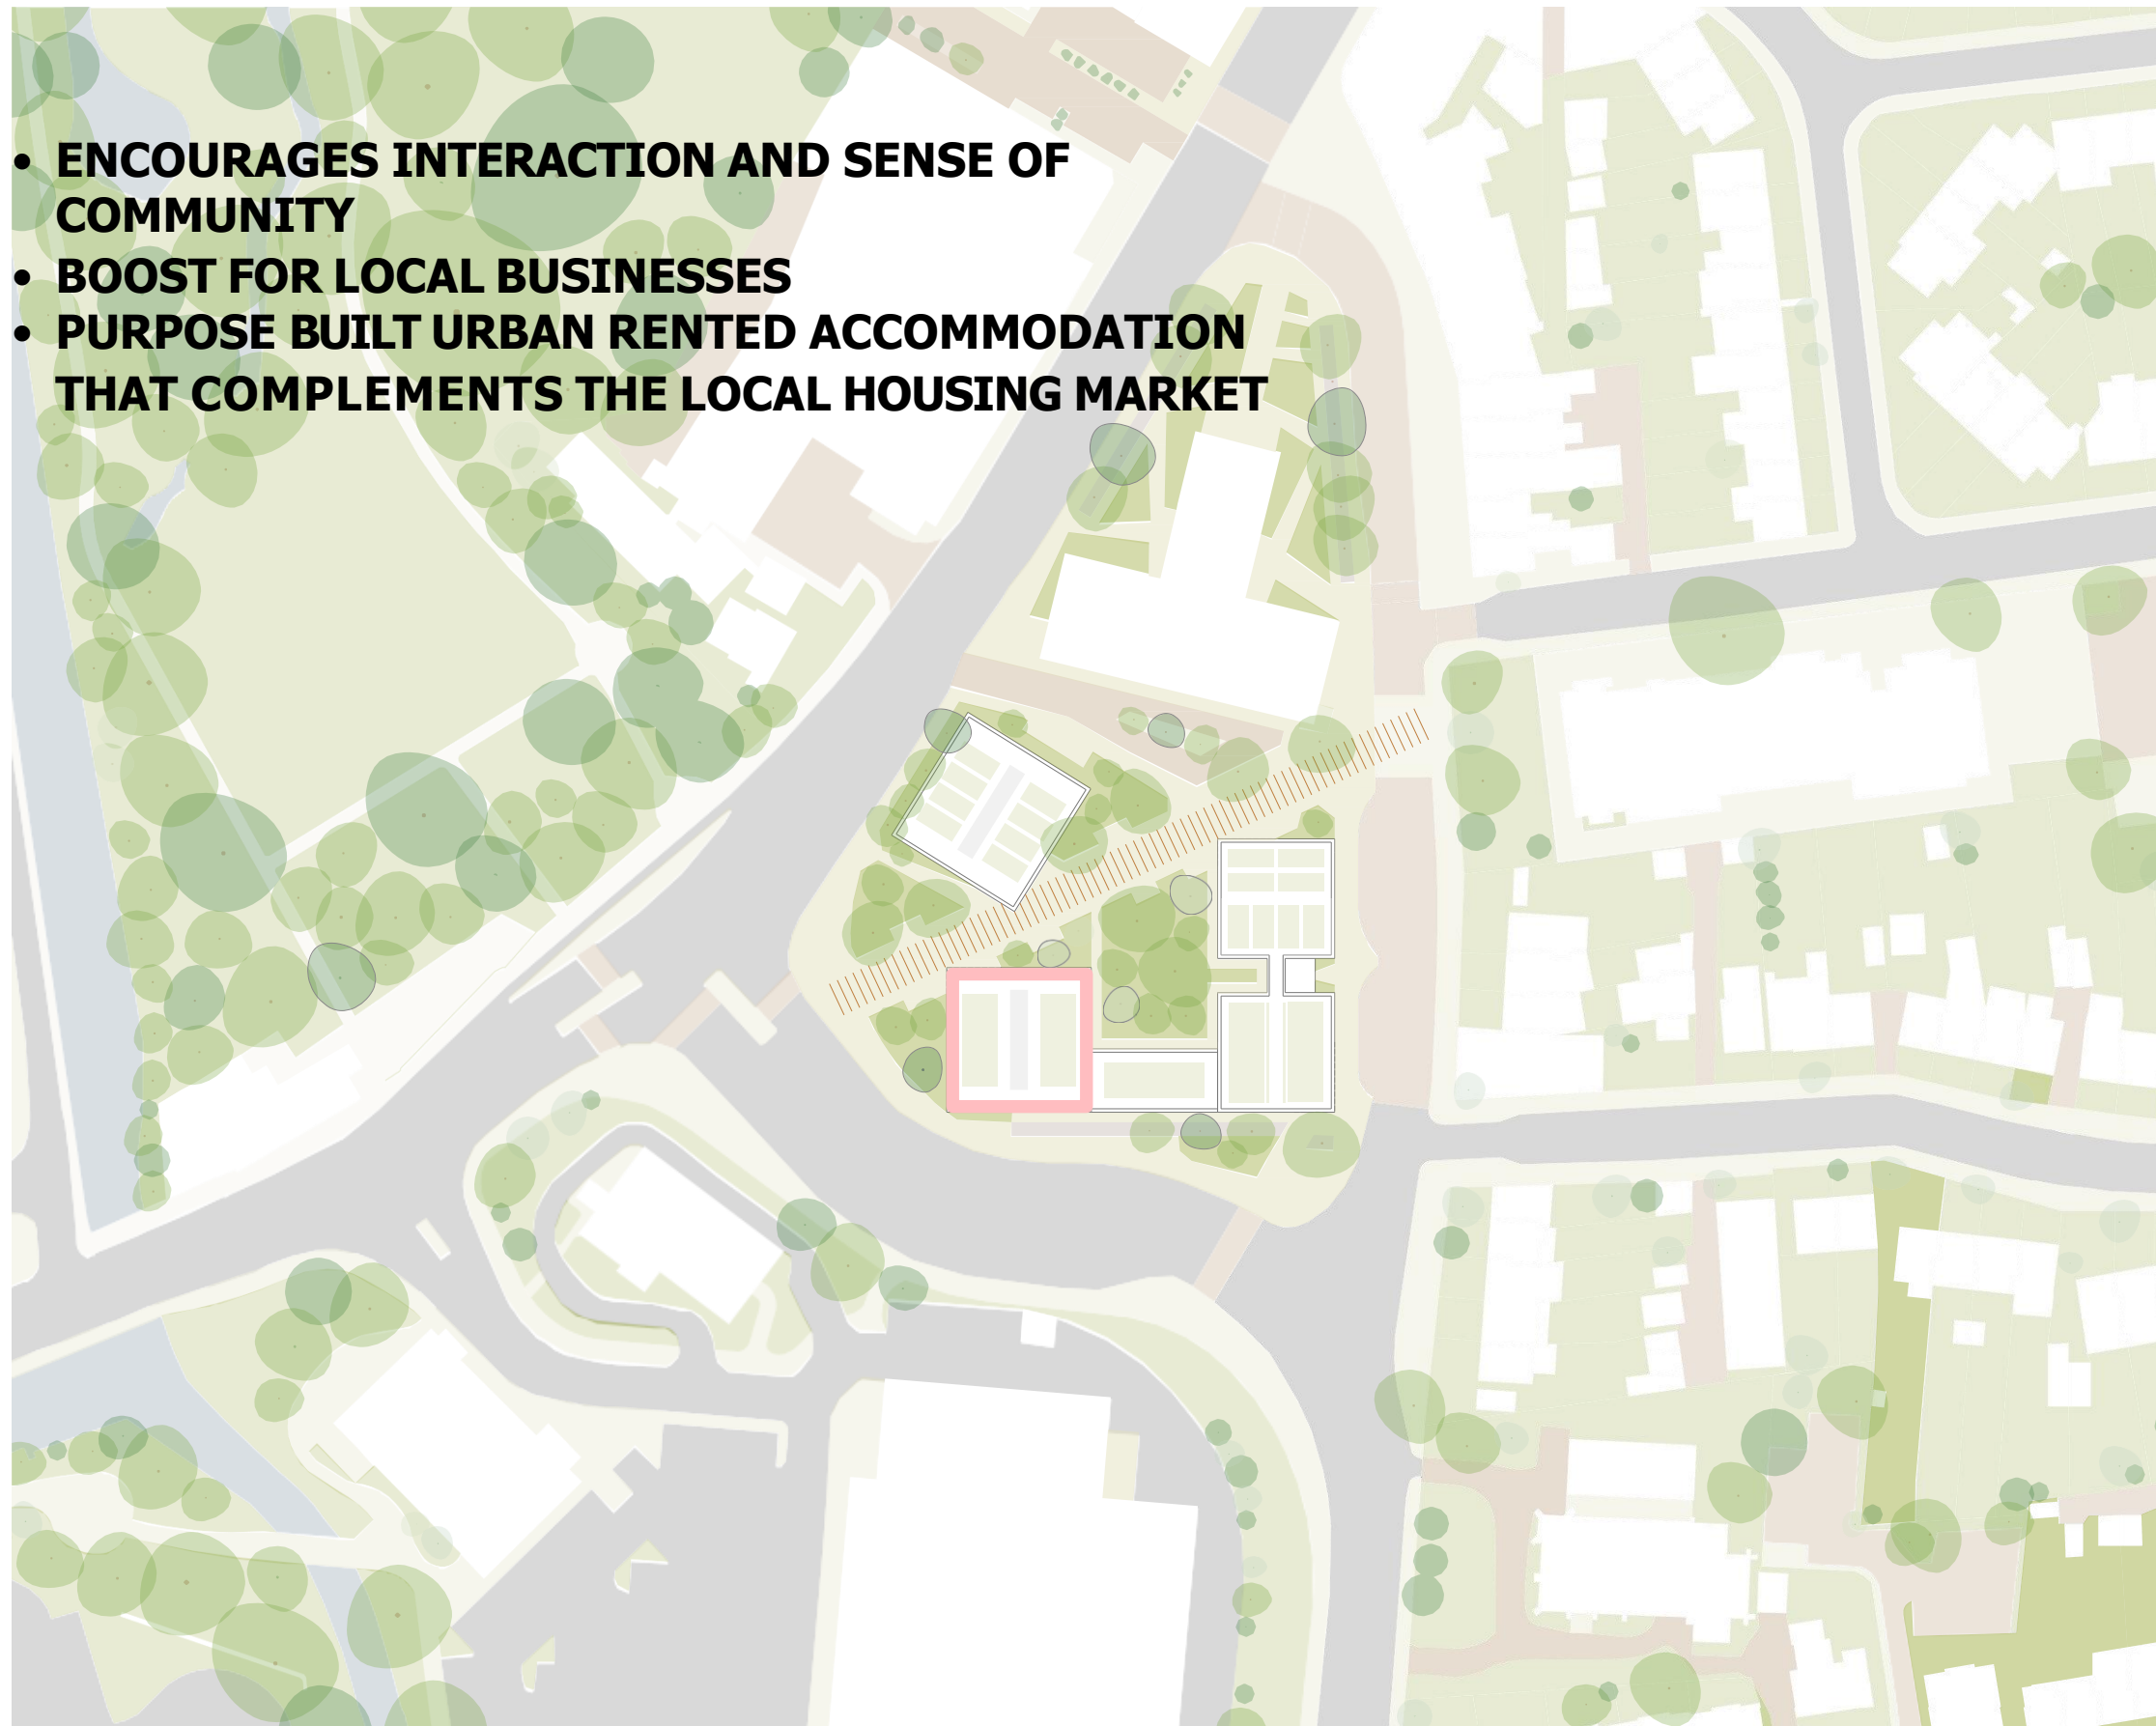 • ENCOURAGES INTERACTION AND SENSE OF
COMMUNITY
• BOOST FOR LOCAL BUSINESSES
• PURPOSE BUILT URBAN RENTED ACCOMMODATION
THAT COMPLEMENTS THE LOCAL HOUSING MARKET